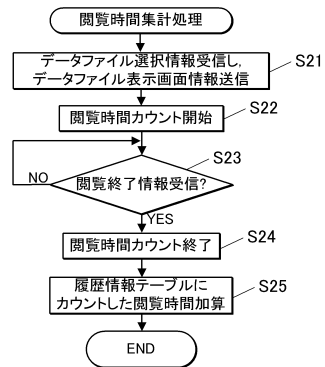 閲覧時間集計処理
データファイル選択情報受信し,
データファイル表示画面情報送信
S21
閲覧時間カウント開始
S22
閲覧終了情報受信?
S23
NO
YES
閲覧時間カウント終了
S24
履歴情報テーブルに
カウントした閲覧時間加算
S25
END